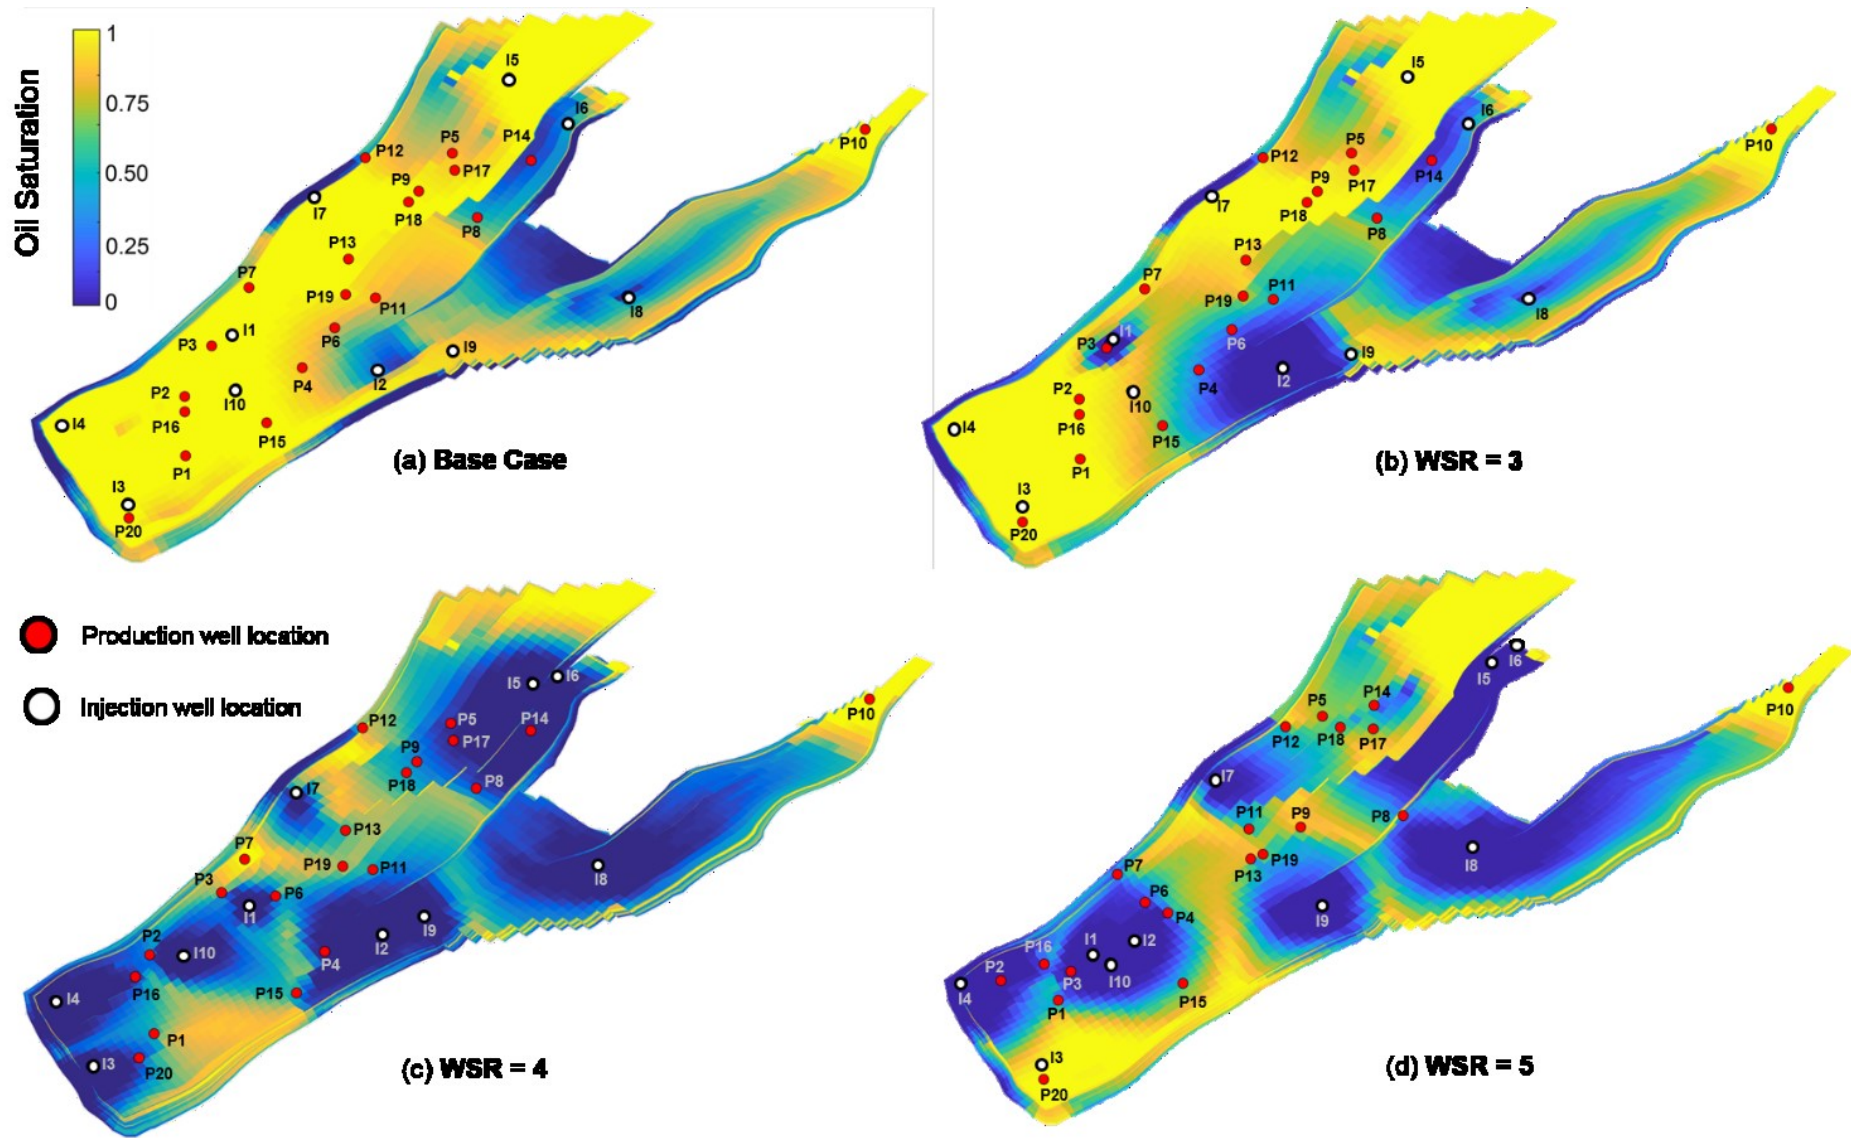 Oil Saturation
1
0.75
0.50
0.25
0
I5
I6
P14
P5
P12
P17
P10
P9
I7
P18
P8
P13
P7
P19
P11
I8
I1
P6
P3
I9
P4
I2
P2
I10
I4
P16
P15
P1
I3
P20
(a) Base Case
I5
I6
P5
P10
P12
P17
P14
P9
I7
P18
P8
P13
P7
P19
P11
I8
I1
P3
P6
I9
P4
I2
P2
I10
I4
P16
P15
P1
I3
P20
(b) WSR = 3
Production well location
Injection well location
I5
I6
P10
P12
P5
P14
P17
P9
P18
P8
I7
P13
P7
P19
P11
P3
P6
I8
I1
I9
I2
P2
I10
P4
I4
P16
P15
P1
I3
P20
(c) WSR = 4
I6
I5
P14
P5
P10
P12
P18
P17
I7
P11
P9
P8
P19
P13
I8
P7
P6
P4
I9
I1
I2
P16
P2
P3
I10
I4
P15
P1
I3
P20
(d) WSR = 5